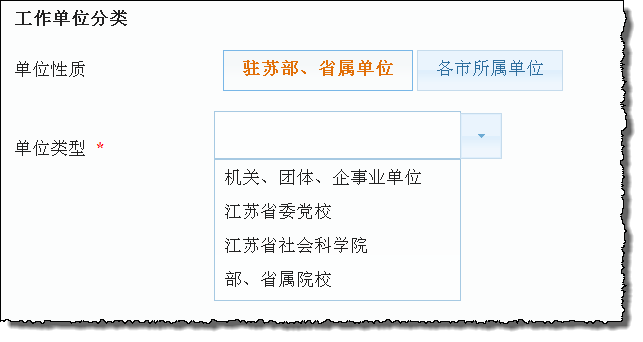 工作单位分类
单位性质 驻苏部、省属单位 各市所属单位
单位类型 *
机关、团体、企事业单位
江苏省委党校
江苏省社会科学院
部、省属院校